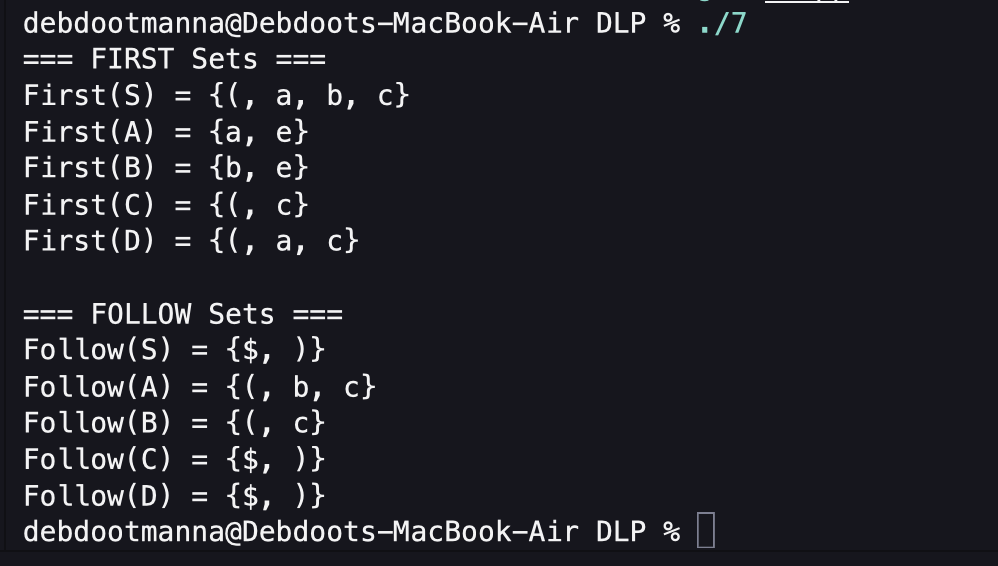 debdootmanna@Debdoots-MacBook-Air DLP % ./7
=== FIRST Sets ===
First(S) = {(, a, b, c}
First(A) = {a, e}
First(B) = {b, e}
First(C) = {(, c}
First(D) = {(, a, c}

=== FOLLOW Sets ===
Follow(S) = {$, )}
Follow(A) = {(, b, c}
Follow(B) = {(, c}
Follow(C) = {$, )}
Follow(D) = {$, )}
debdootmanna@Debdoots-MacBook-Air DLP %